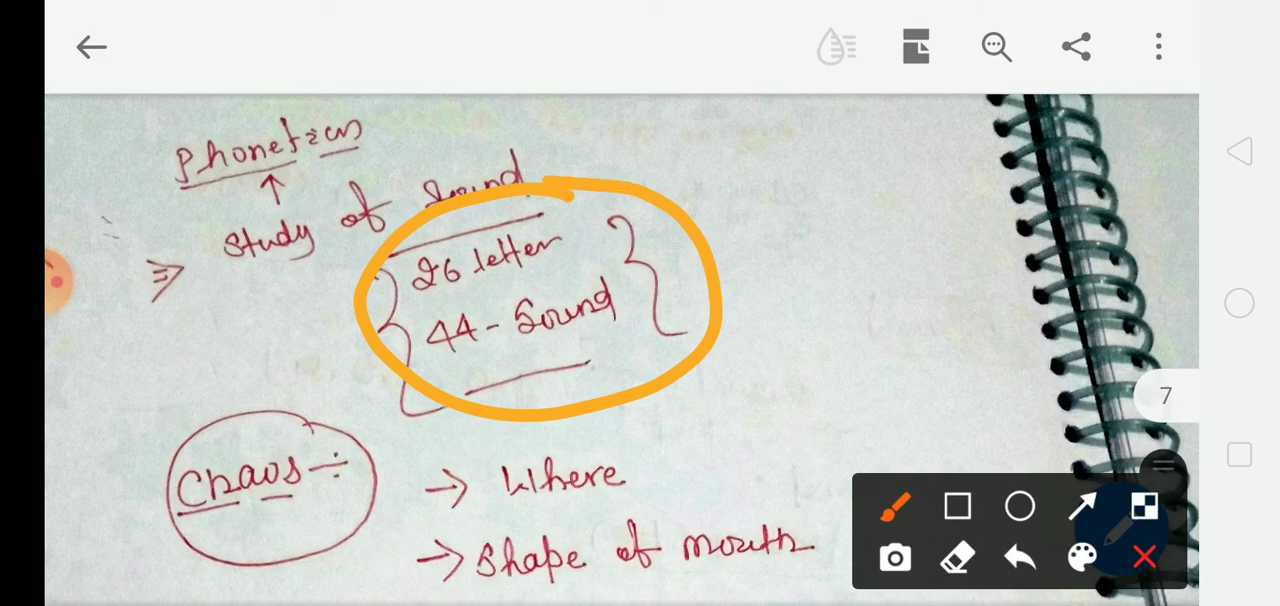 Phonetics
Study of Sound
26 letter
44 - Sound
Chaos ÷
→ Where
→ Shape of mouth
7